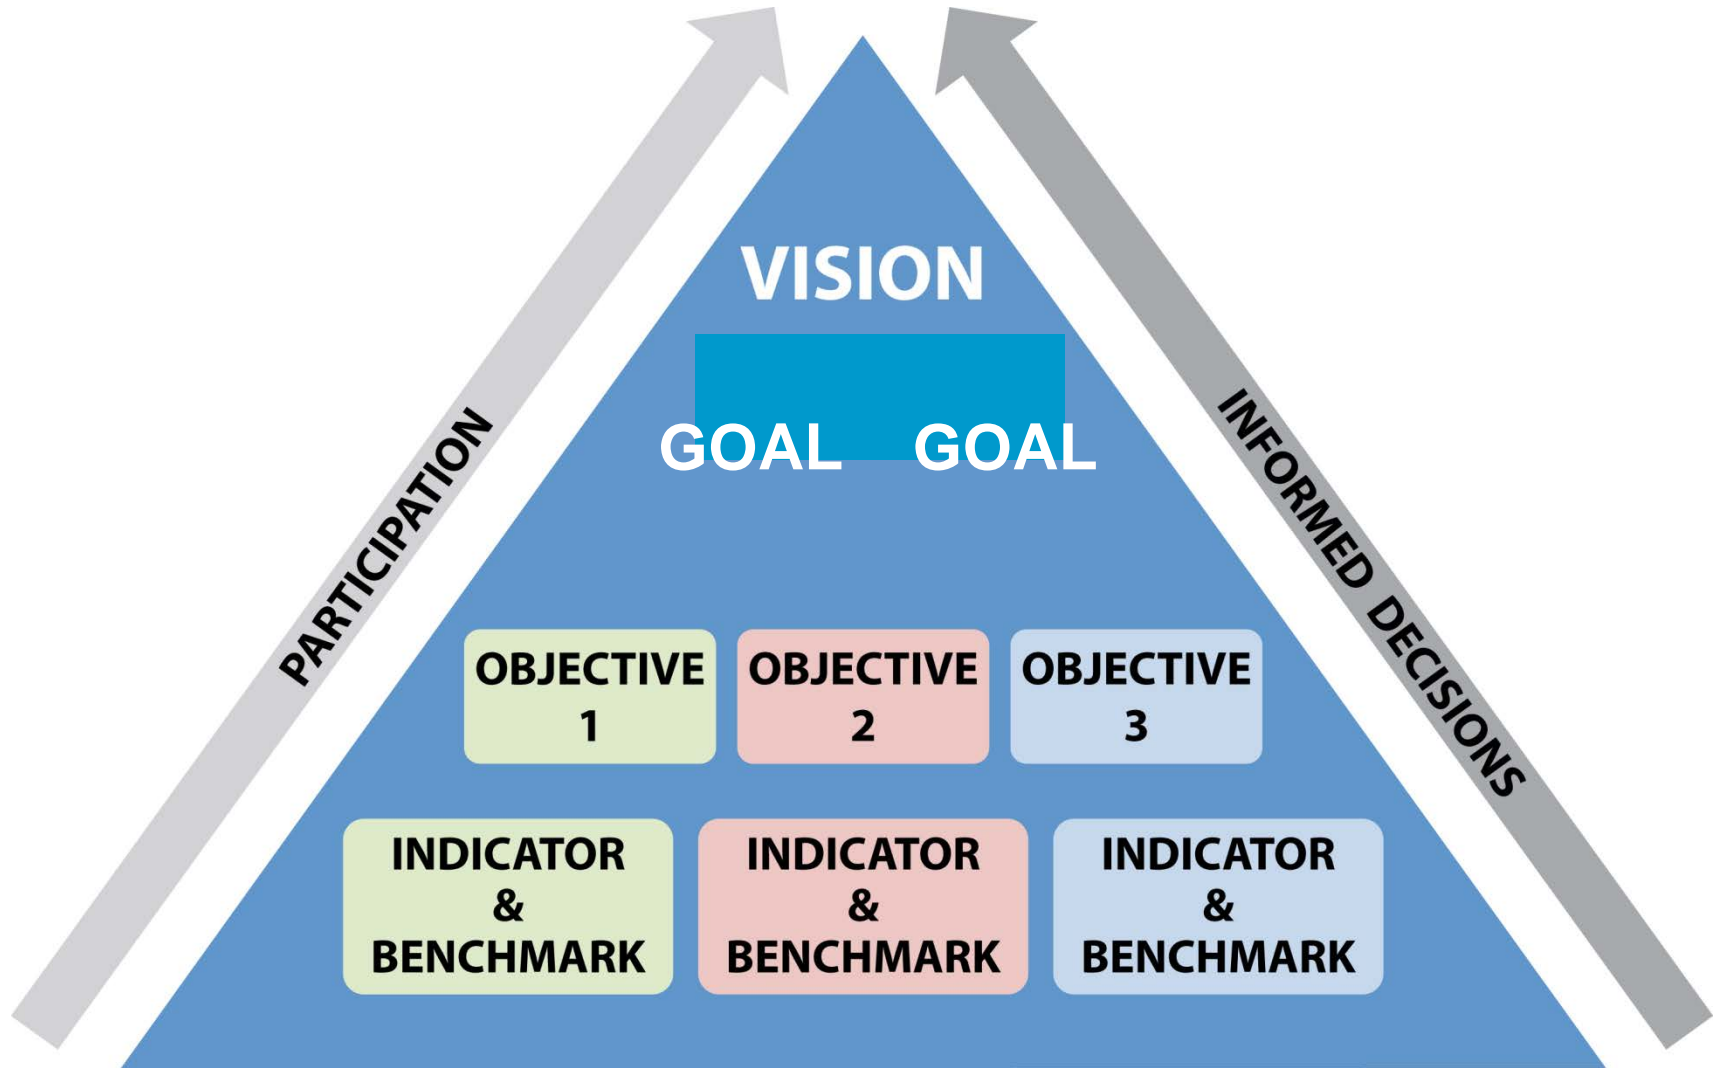 VISION
GOAL GOAL
PARTICIPATION
INFORMED DECISIONS
OBJECTIVE
1
OBJECTIVE
2
OBJECTIVE
3
INDICATOR
&
BENCHMARK
INDICATOR
&
BENCHMARK
INDICATOR
&
BENCHMARK